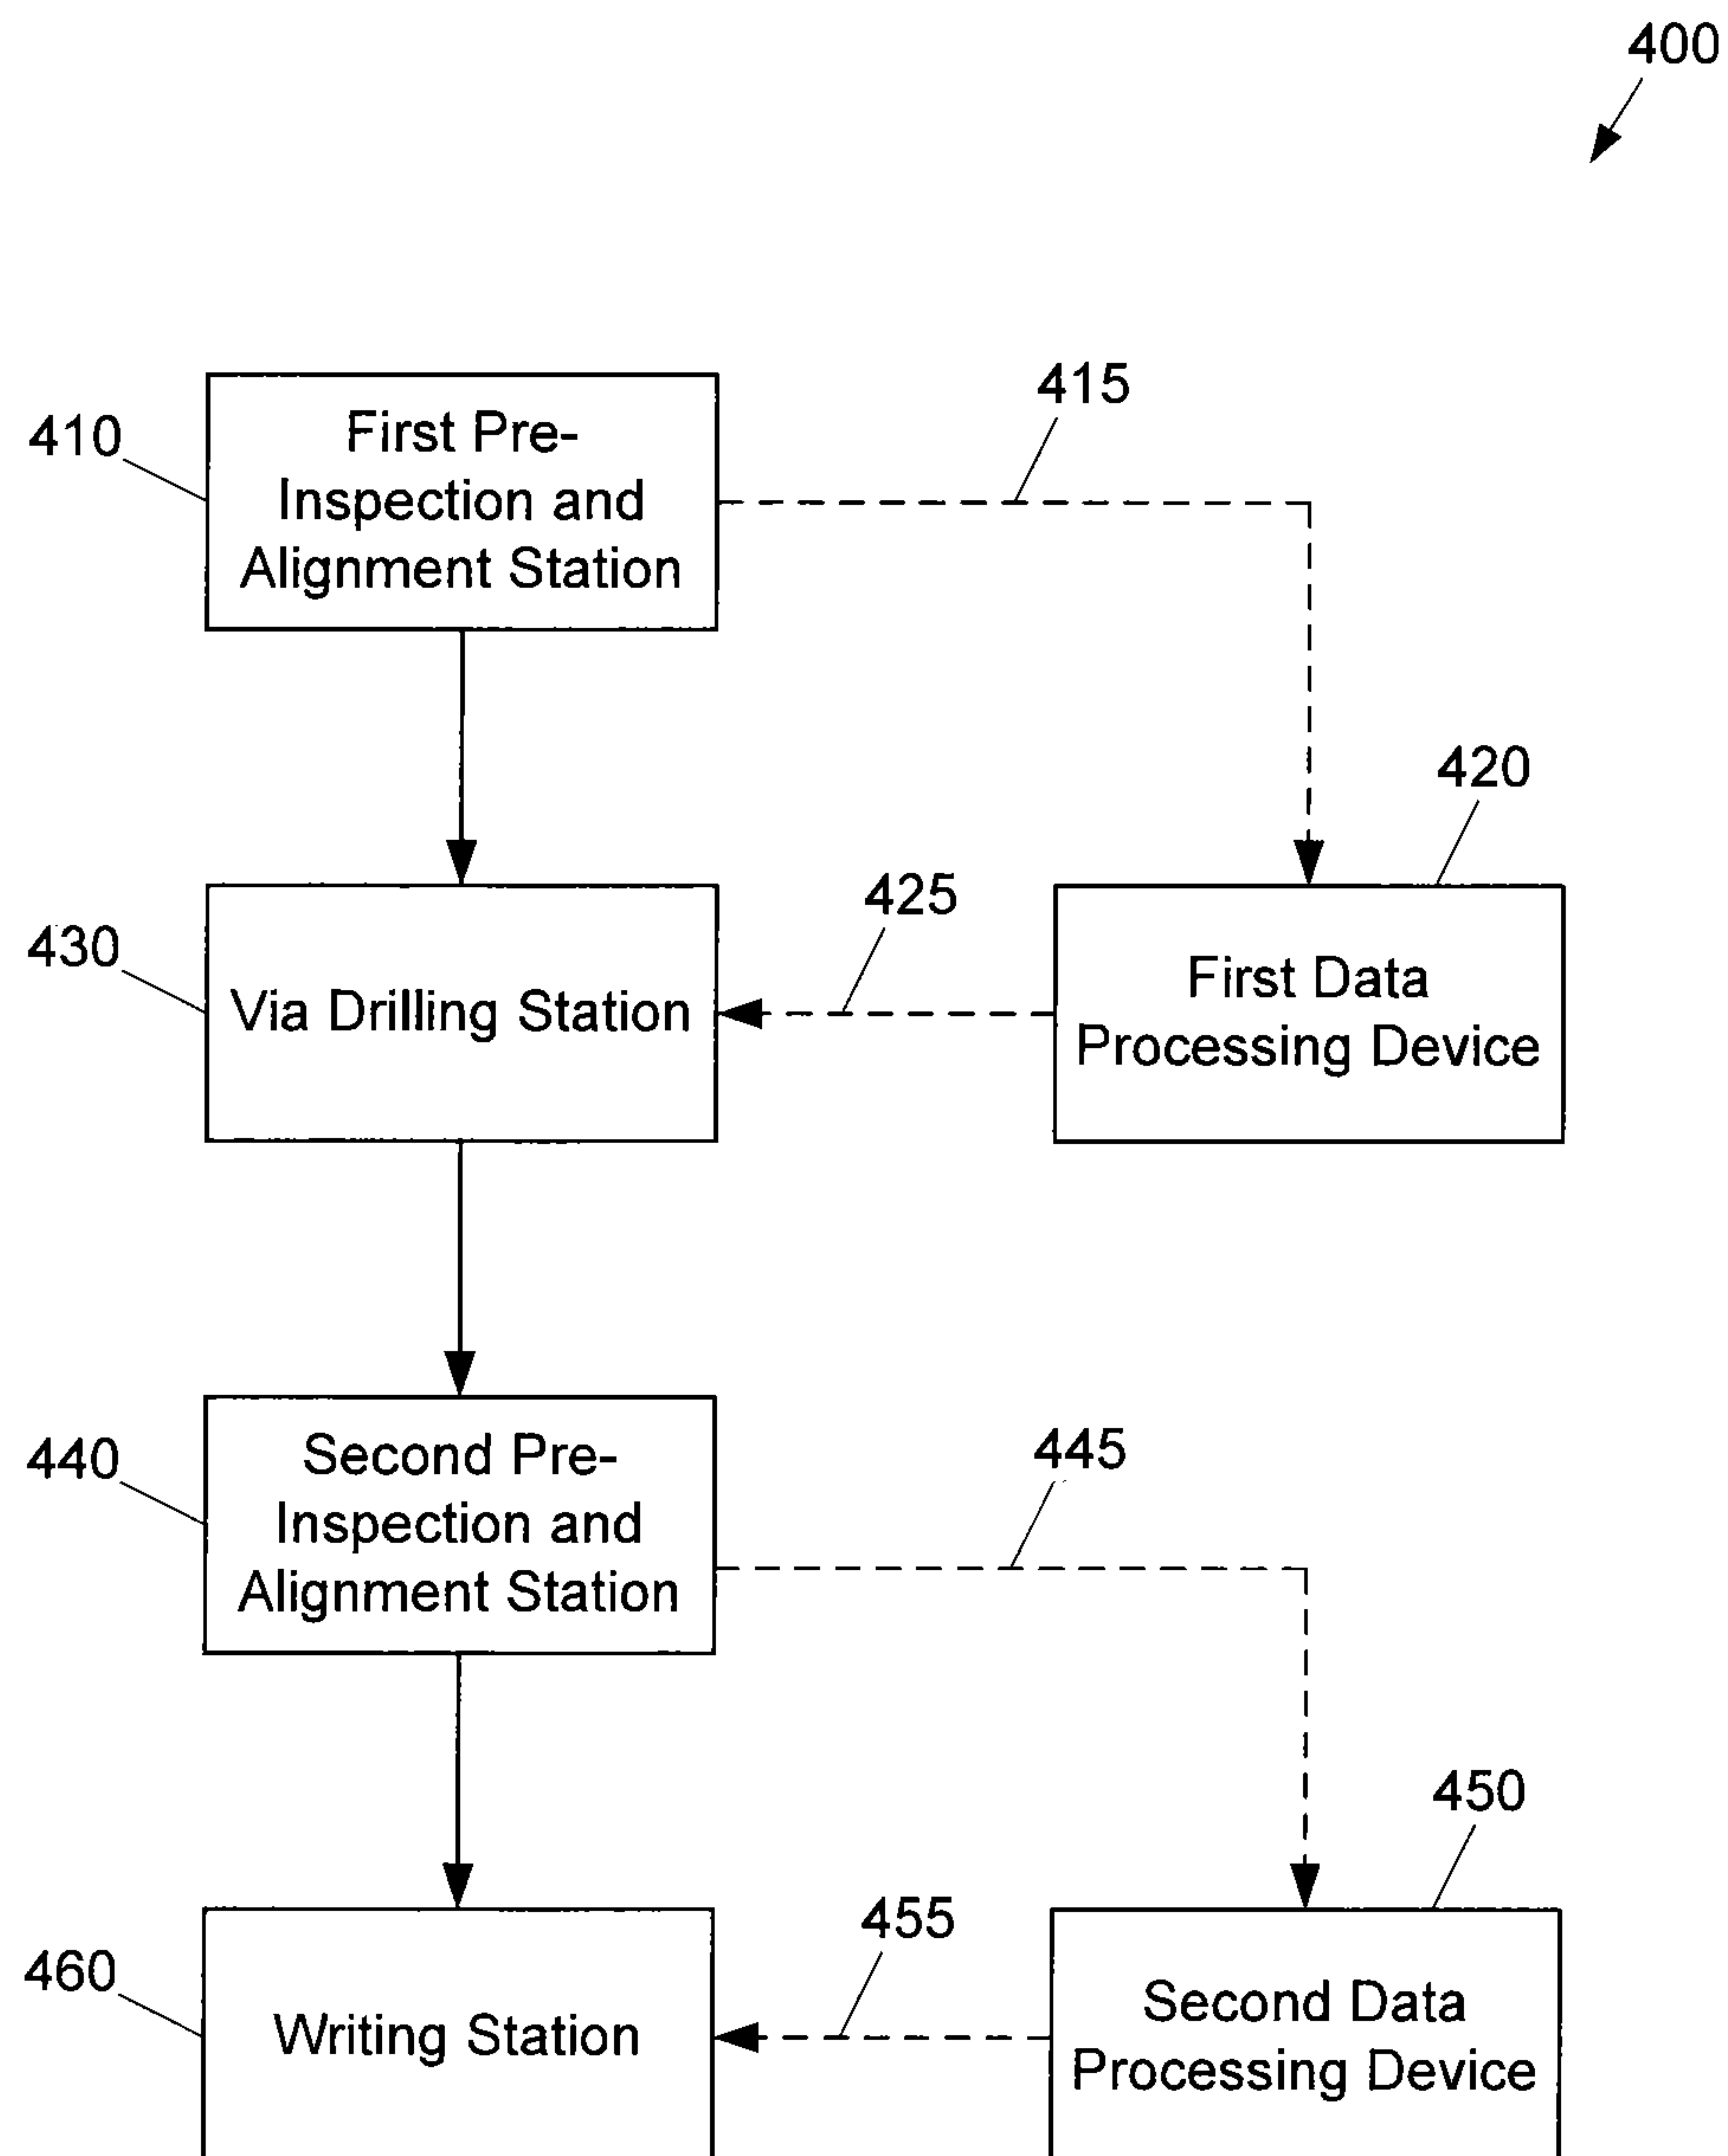 400
410
First Pre-
Inspection and
Alignment Station
415
420
430
Via Drilling Station
425
First Data
Processing Device
440
Second Pre-
Inspection and
Alignment Station
445
450
460
Writing Station
455
Second Data
Processing Device